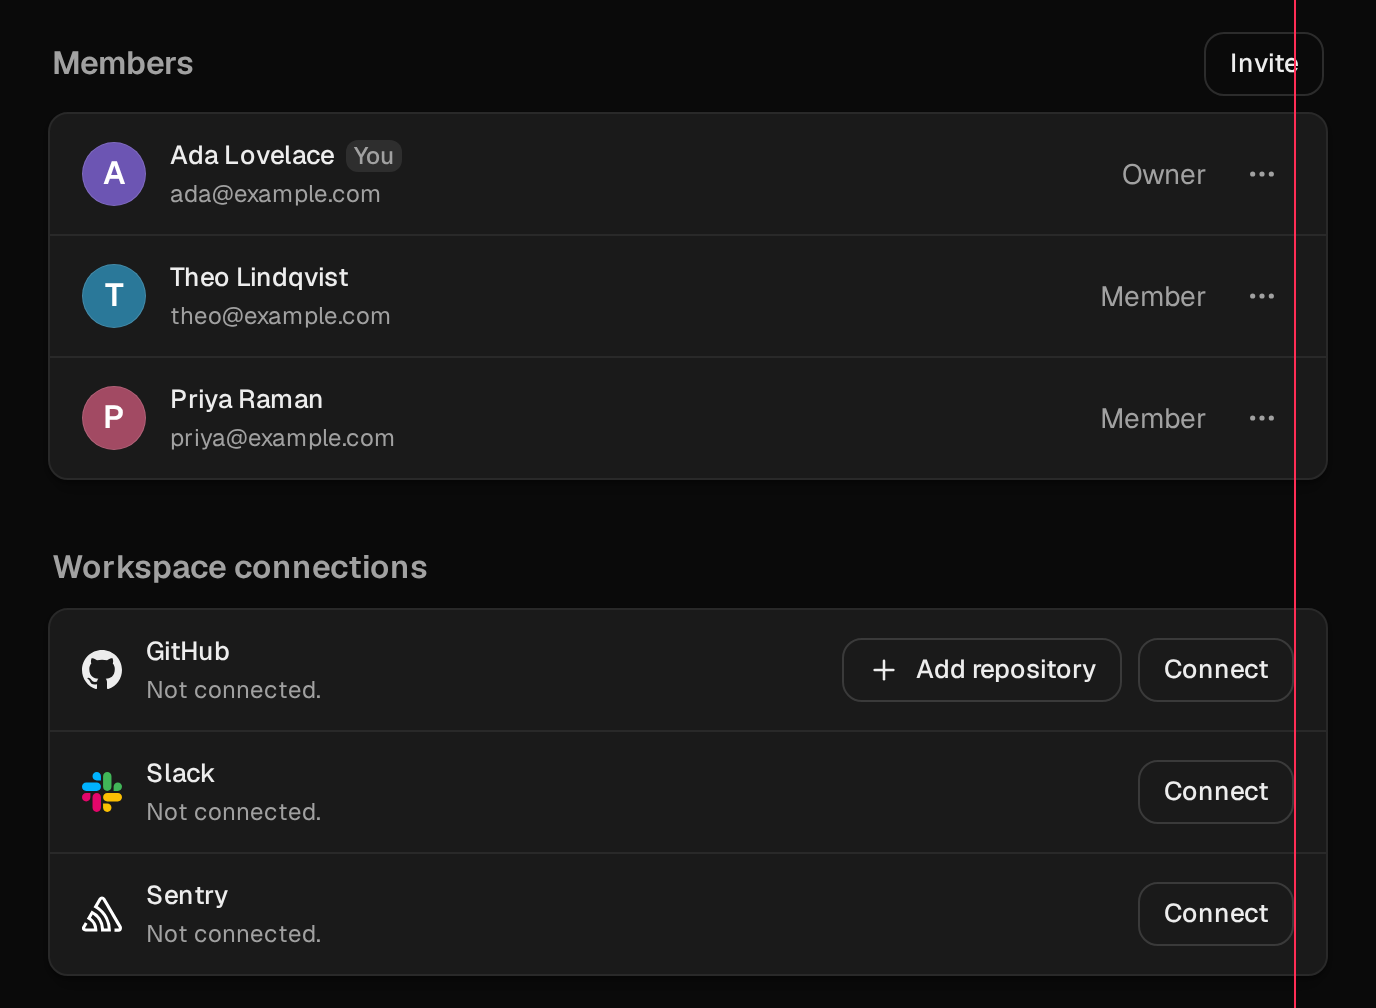 Members
Invite
A
Ada Lovelace You
ada@example.com
Owner
T
Theo Lindqvist
theo@example.com
Member
P
Priya Raman
priya@example.com
Member
Workspace connections
GitHub
Not connected.
Add repository
Connect
Slack
Not connected.
Connect
Sentry
Not connected.
Connect